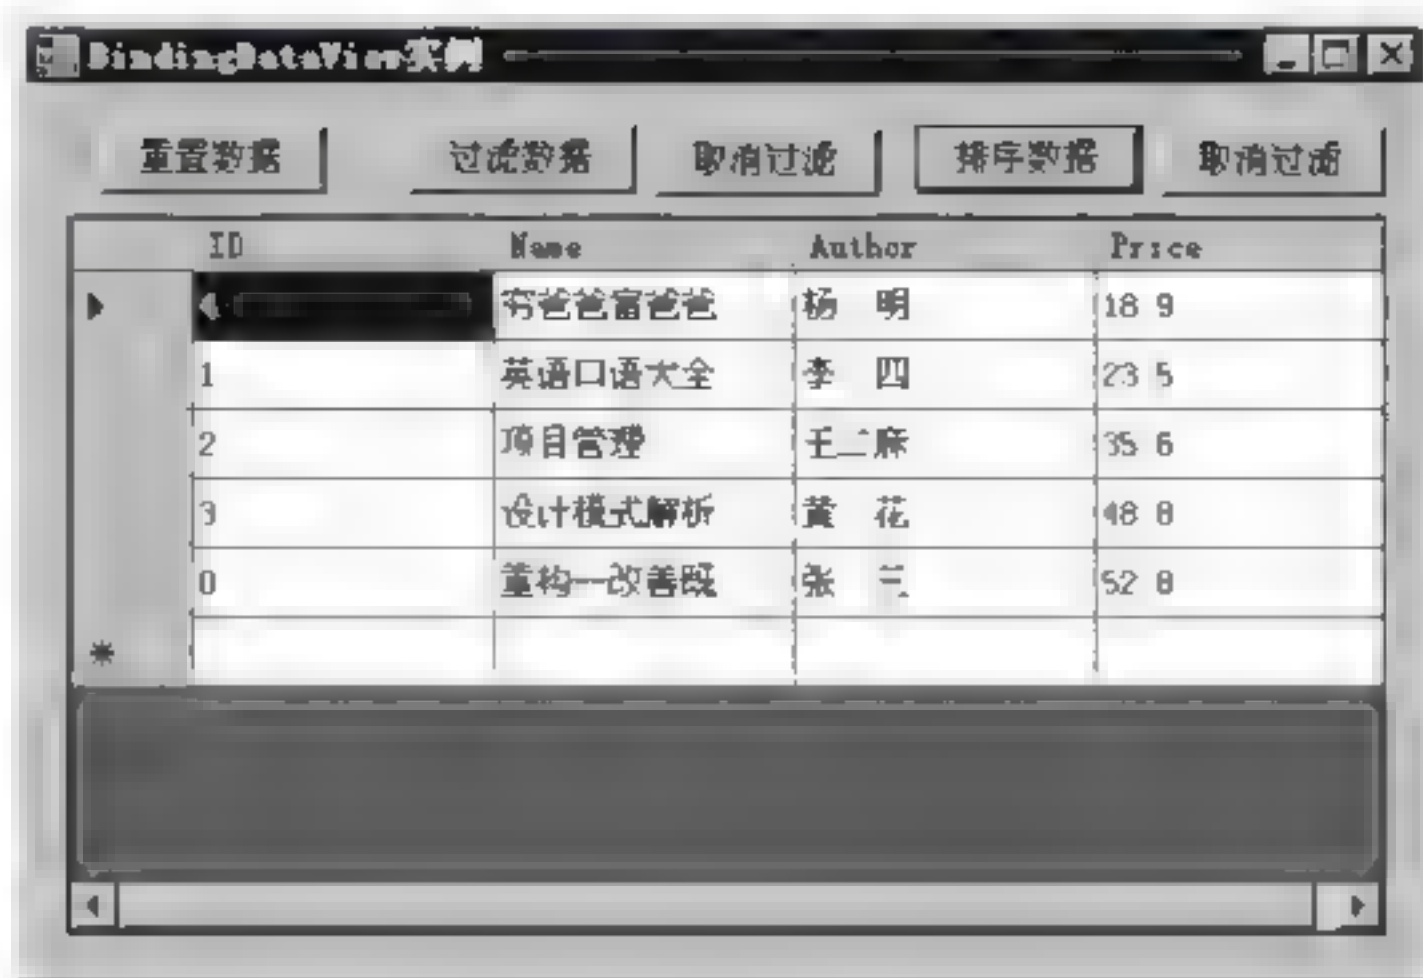 BindingDataView实例
重置数据 过滤数据 取消过滤 排序数据 取消过滤
ID Name Author Price
4 穷爸爸富爸爸 杨 明 18 9
1 英语口语大全 李 四 23 5
2 项目管理 王二麻 35 6
3 设计模式解析 黄 花 48 8
0 重构—改善既 张 三 52 8